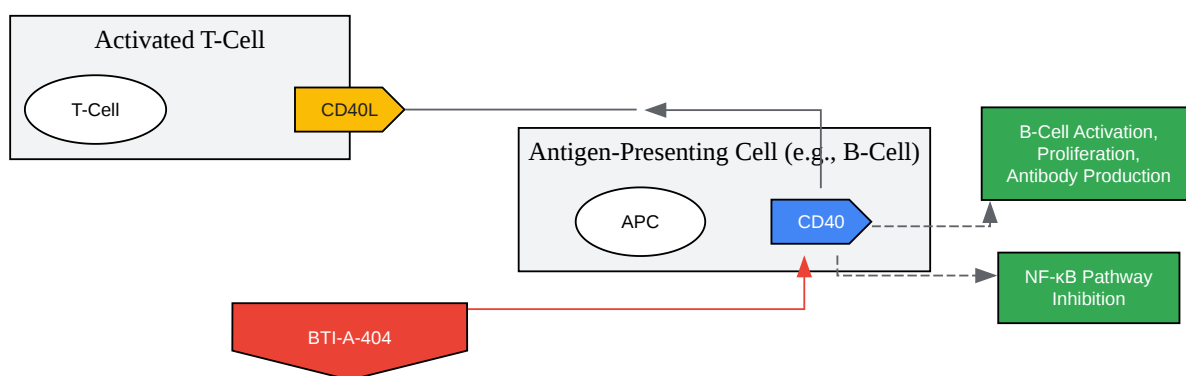 Activated T-Cell
T-Cell
CD40L
Antigen-Presenting Cell (e.g., B-Cell)
APC
CD40
B-Cell Activation,
Proliferation,
Antibody Production
NF-κB Pathway
Inhibition
BTI-A-404